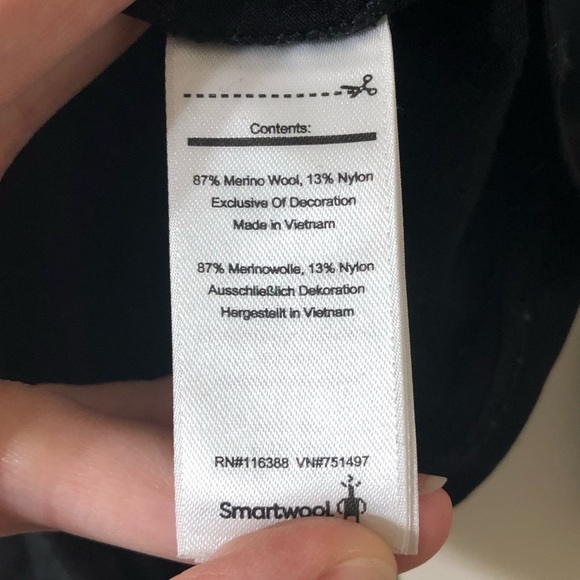 Contents:
87% Merino Wool, 13% Nylon
Exclusive Of Decoration
Made in Vietnam
87% Merinowolle, 13% Nylon
Ausschließlich Dekoration
Hergestellt in Vietnam
RN#116388 VN#751497
Smartwool